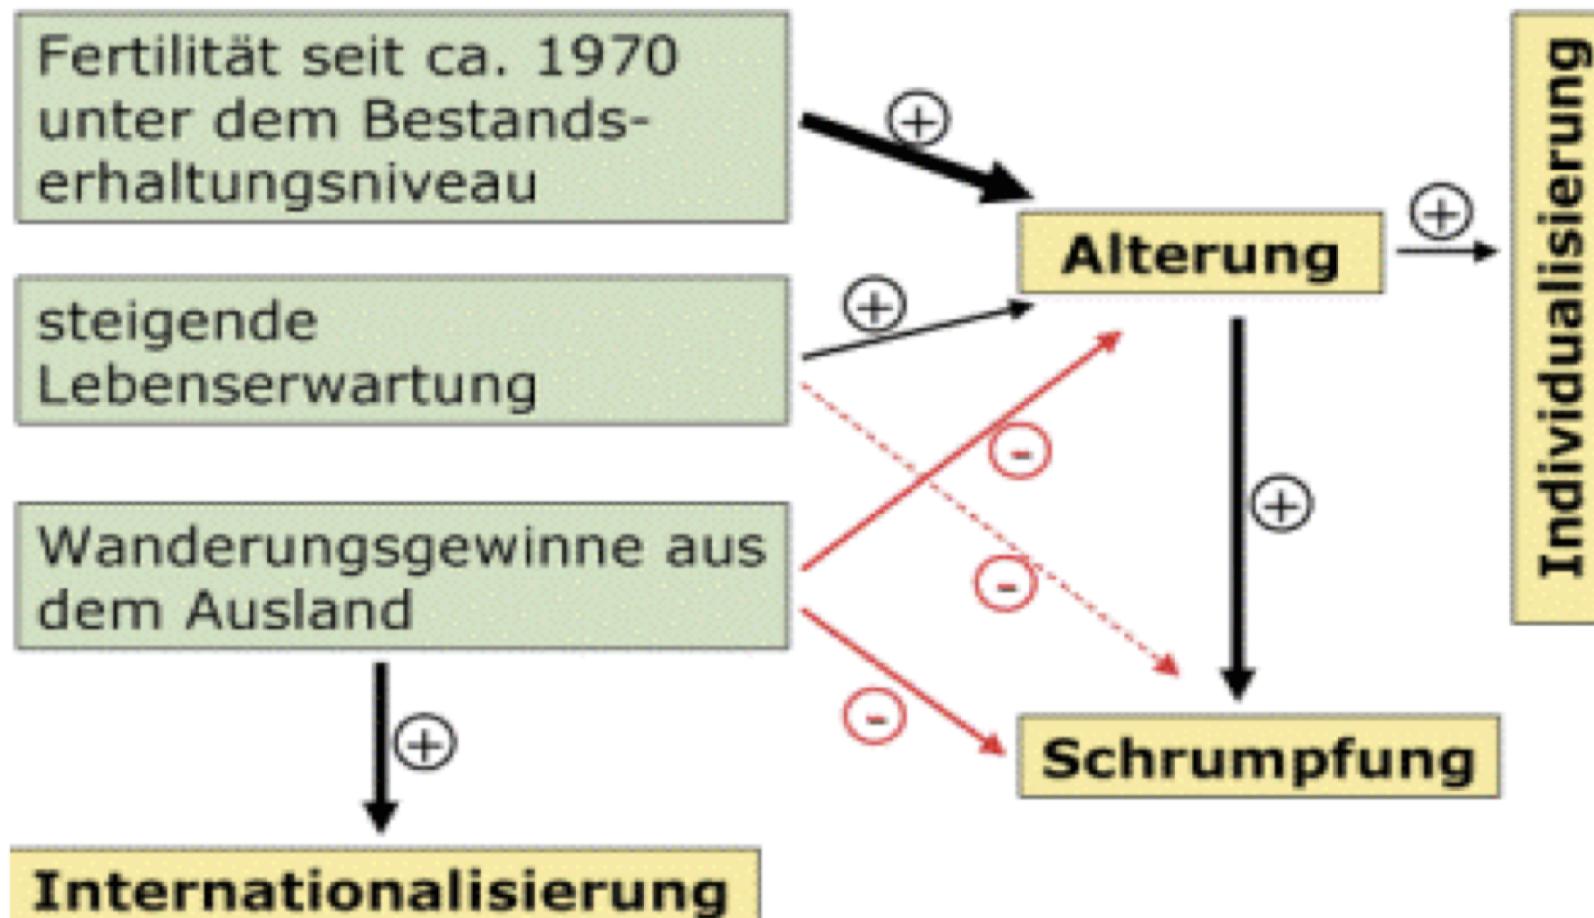 Fertilität seit ca. 1970
unter dem Bestands-
erhaltungsniveau
+
Alterung
+
Individualisierung
steigende
Lebenserwartung
+
-
+
-
Wanderungsgewinne aus
dem Ausland
-
Schrumpfung
+
Internationalisierung